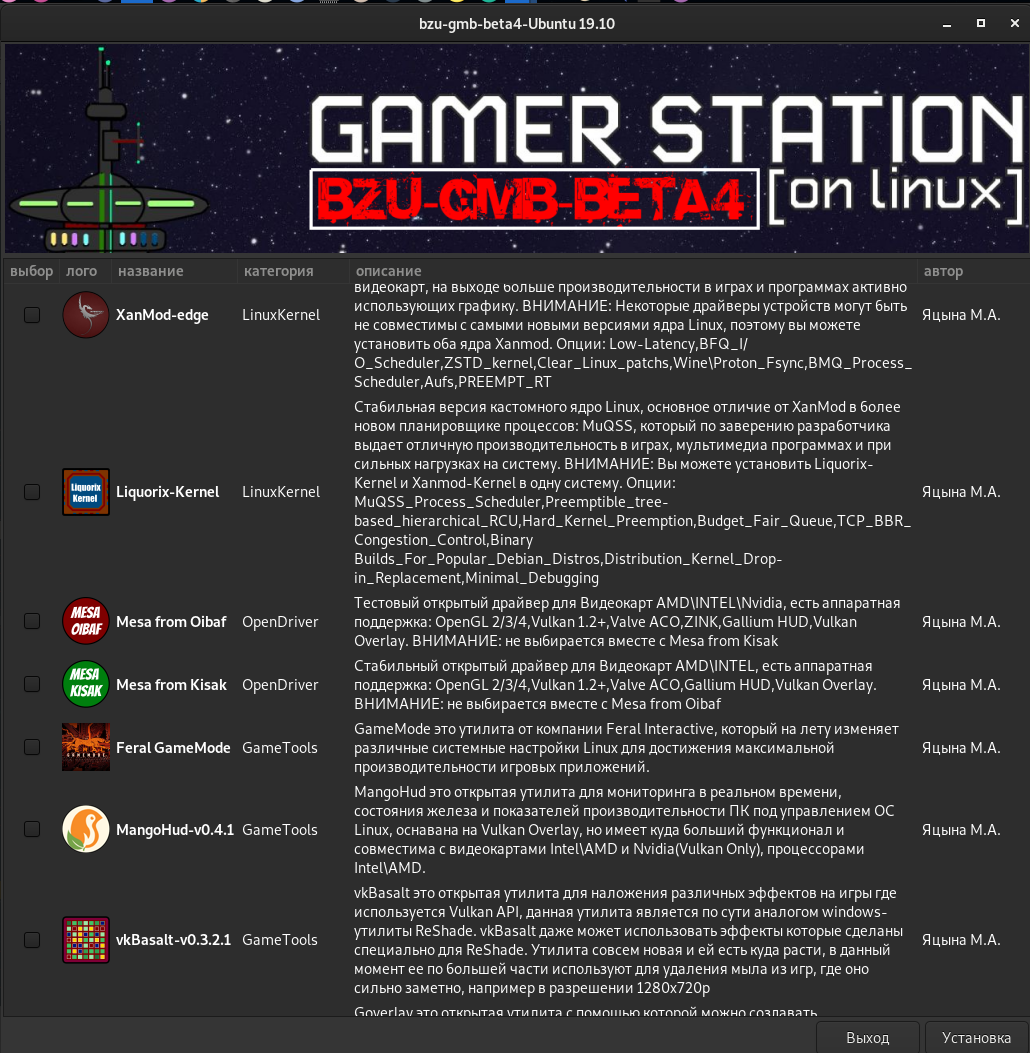 bzu-gmb-beta4-Ubuntu 19.10
GAMER STATION
BZU-GMB-BETA4 [on linux]
выбор лого название категория описание автор
видеокарт, на выходе больше производительности в играх и программах активно
использующих графику. ВНИМАНИЕ: Некоторые драйверы устройств могут быть
XanMod-edge LinuxKernel не совместимы с самыми новыми версиями ядра Linux, поэтому вы можете Яцына М.А.
установить оба ядра Xanmod. Опции: Low-Latency,BFQ_I/
O_Scheduler,ZSTD_kernel,Clear_Linux_patchs,Wine\Proton_Fsync,BMQ_Process_
Scheduler,Aufs,PREEMPT_RT
Стабильная версия кастомного ядро Linux, основное отличие от XanMod в более
новом планировщике процессов: MuQSS, который по заверению разработчика
выдает отличную производительность в играх, мультимедиа программах и при
сильных нагрузках на систему. ВНИМАНИЕ: Вы можете установить Liquorix-
Liquorix Kernel Liquorix-Kernel LinuxKernel Kernel и Xanmod-Kernel в одну систему. Опции: Яцына М.А.
MuQSS_Process_Scheduler,Preemptible_tree-
based_hierarchical_RCU,Hard_Kernel_Preemption,Budget_Fair_Queue,TCP_BBR_
Congestion_Control,Binary
Builds_For_Popular_Debian_Distros,Distribution_Kernel_Drop-
in_Replacement,Minimal_Debugging
Тестовый открытый драйвер для Видеокарт AMD\INTEL\Nvidia, есть аппаратная
MESA OIBAF Mesa from Oibaf OpenDriver поддержка: OpenGL 2/3/4,Vulkan 1.2+,Valve ACO,ZINK,Gallium HUD,Vulkan Яцына М.А.
Overlay. ВНИМАНИЕ: не выбирается вместе с Mesa from Kisak
Стабильный открытый драйвер для Видеокарт AMD\INTEL, есть аппаратная
MESA KISAK Mesa from Kisak OpenDriver поддержка: OpenGL 2/3/4,Vulkan 1.2+,Valve ACO,Gallium HUD,Vulkan Overlay. Яцына М.А.
ВНИМАНИЕ: не выбирается вместе с Mesa from Oibaf
GameMode это утилита от компании Feral Interactive, который на лету изменяет
GAMEMODE Feral GameMode GameTools различные системные настройки Linux для достижения максимальной Яцына М.А.
производительности игровых приложений.
MangoHud это открытая утилита для мониторинга в реальном времени,
состояния железа и показателей производительности ПК под управлением ОС
MangoHud-v0.4.1 GameTools Linux, оснавана на Vulkan Overlay, но имеет куда больший функционал и Яцына М.А.
совместима с видеокартами Intel\AMD и Nvidia(Vulkan Only), процессорами
Intel\AMD.
vkBasalt это открытая утилита для наложения различных эффектов на игры где
используется Vulkan API, данная утилита является по сути аналогом windows-
vkBasalt-v0.3.2.1 GameTools утилиты ReShade. vkBasalt даже может использовать эффекты которые сделаны Яцына М.А.
специально для ReShade. Утилита совсем новая и ей есть куда расти, в данный
момент ее по большей части используют для удаления мыла из игр, где оно
сильно заметно, например в разрешении 1280x720p
Goverlay это открытая утилита с помощью которой можно создавать
Выход Установка